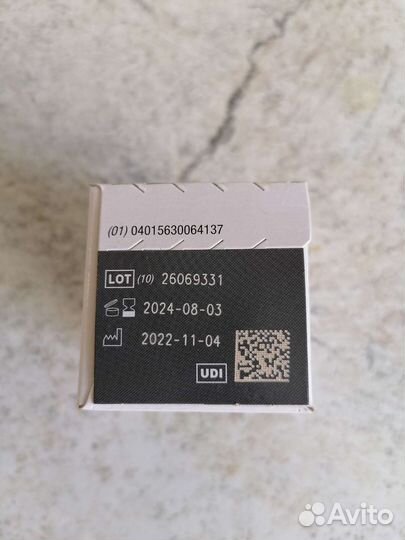 (01) 04015630064137
LOT (10) 26069331
2024-08-03
2022-11-04
UDI
Avito